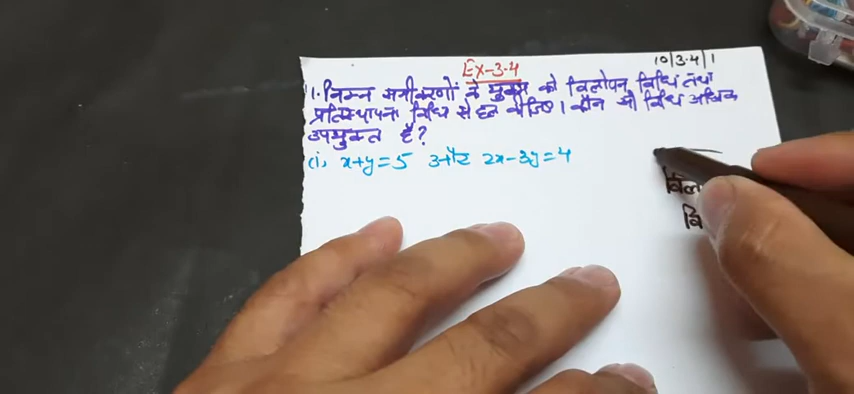 Ex-3.4
10/3.4/1
1. निम्न समीकरणों के युग्म को विलोपन विधि तथा
प्रतिस्थापना विधि से हल कीजिए। कौन सी विधि अधिक
उपयुक्त है?
(i) x+y=5 और 2x-3y=4
वि